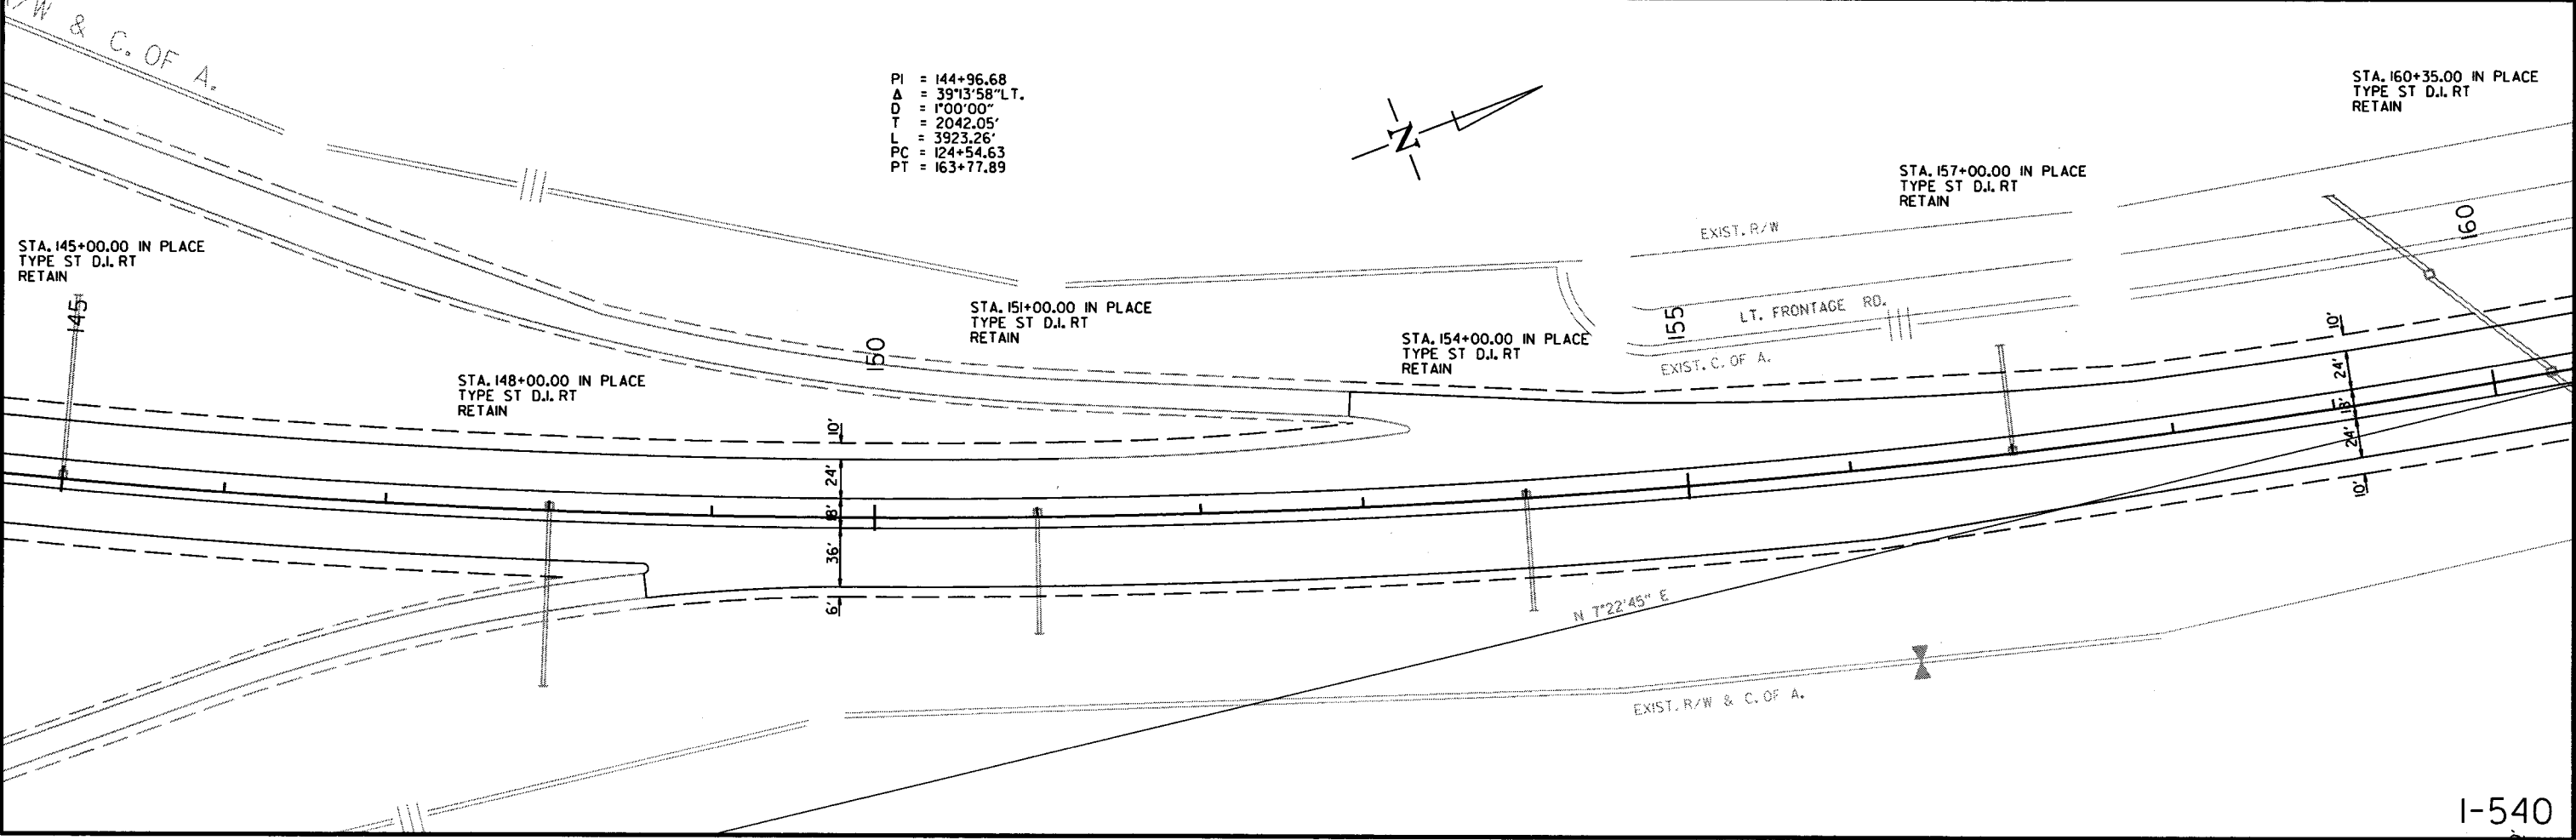 R/W & C. OF A.
PI = 144+96.68
Δ = 39°13'58"LT.
D = 1°00'00"
T = 2042.05'
L = 3923.26'
PC = 124+54.63
PT = 163+77.89
N
STA. 160+35.00 IN PLACE
TYPE ST D.I. RT
RETAIN
STA. 157+00.00 IN PLACE
TYPE ST D.I. RT
RETAIN
EXIST. R/W
160
STA. 145+00.00 IN PLACE
TYPE ST D.I. RT
RETAIN
145
STA. 151+00.00 IN PLACE
TYPE ST D.I. RT
RETAIN
150
155
LT. FRONTAGE RD.
EXIST. C. OF A.
STA. 154+00.00 IN PLACE
TYPE ST D.I. RT
RETAIN
STA. 148+00.00 IN PLACE
TYPE ST D.I. RT
RETAIN
10'
24'
18'
36'
6'
10'
24'
18'
24'
10'
N 7°22'45" E
EXIST. R/W & C. OF A.
I-540